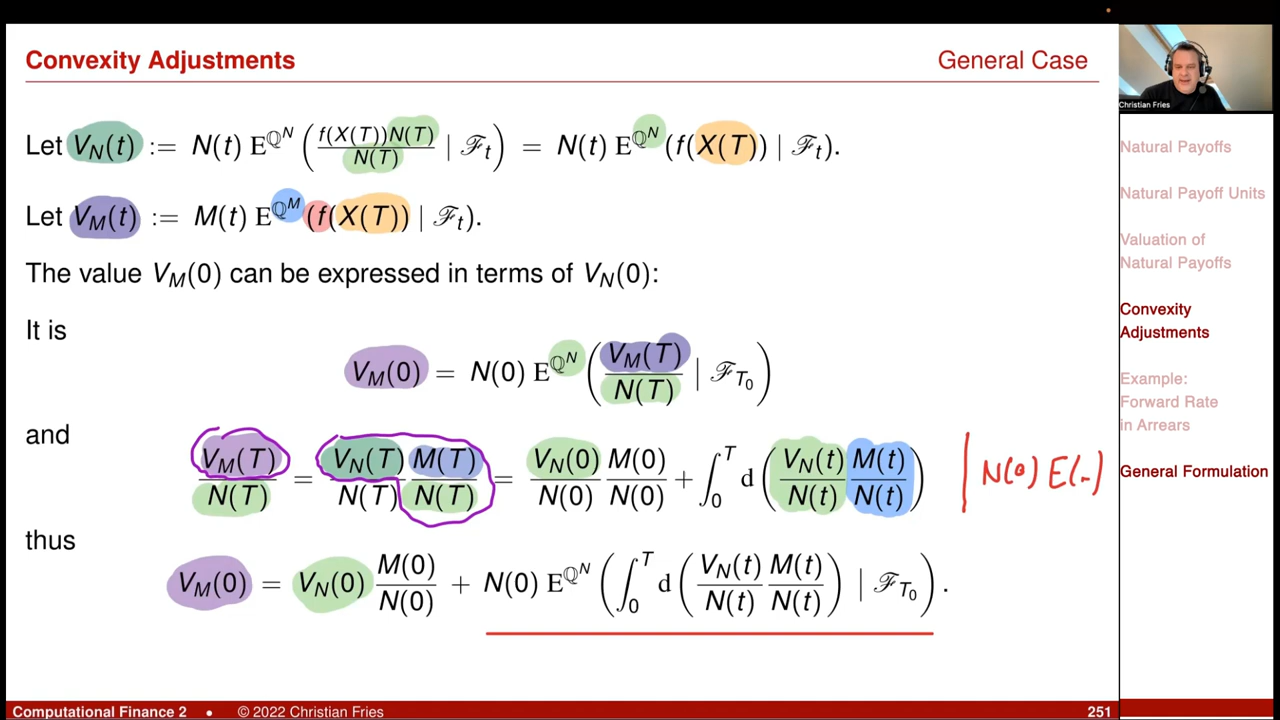 Convexity Adjustments
General Case
Let V_N(t) := N(t) E^{ℚ^N} ( f(X(T))N(T) / N(T) | ℱ_t ) = N(t) E^{ℚ^N} (f(X(T)) | ℱ_t).
Let V_M(t) := M(t) E^{ℚ^M} (f(X(T)) | ℱ_t).
The value V_M(0) can be expressed in terms of V_N(0):
It is
V_M(0) = N(0) E^{ℚ^N} ( V_M(T) / N(T) | ℱ_{T_0} )
and
V_M(T) / N(T) = V_N(T) / N(T) M(T) / N(T) = V_N(0) / N(0) M(0) / N(0) + ∫_0^T d ( V_N(t) / N(t) M(t) / N(t) ) | N(0) E(..)
thus
V_M(0) = V_N(0) M(0) / N(0) + N(0) E^{ℚ^N} ( ∫_0^T d ( V_N(t) / N(t) M(t) / N(t) ) | ℱ_{T_0} ) .
Christian Fries
Natural Payoffs
Natural Payoff Units
Valuation of
Natural Payoffs
Convexity
Adjustments
Example:
Forward Rate
in Arrears
General Formulation
Computational Finance 2 • © 2022 Christian Fries
251